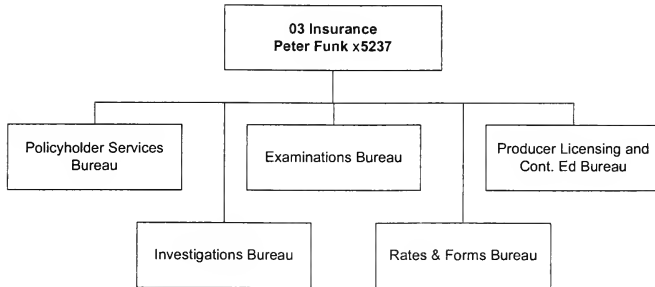 03 Insurance
Peter Funk x5237
Policyholder Services
Bureau
Examinations Bureau
Producer Licensing and
Cont. Ed Bureau
Investigations Bureau
Rates & Forms Bureau